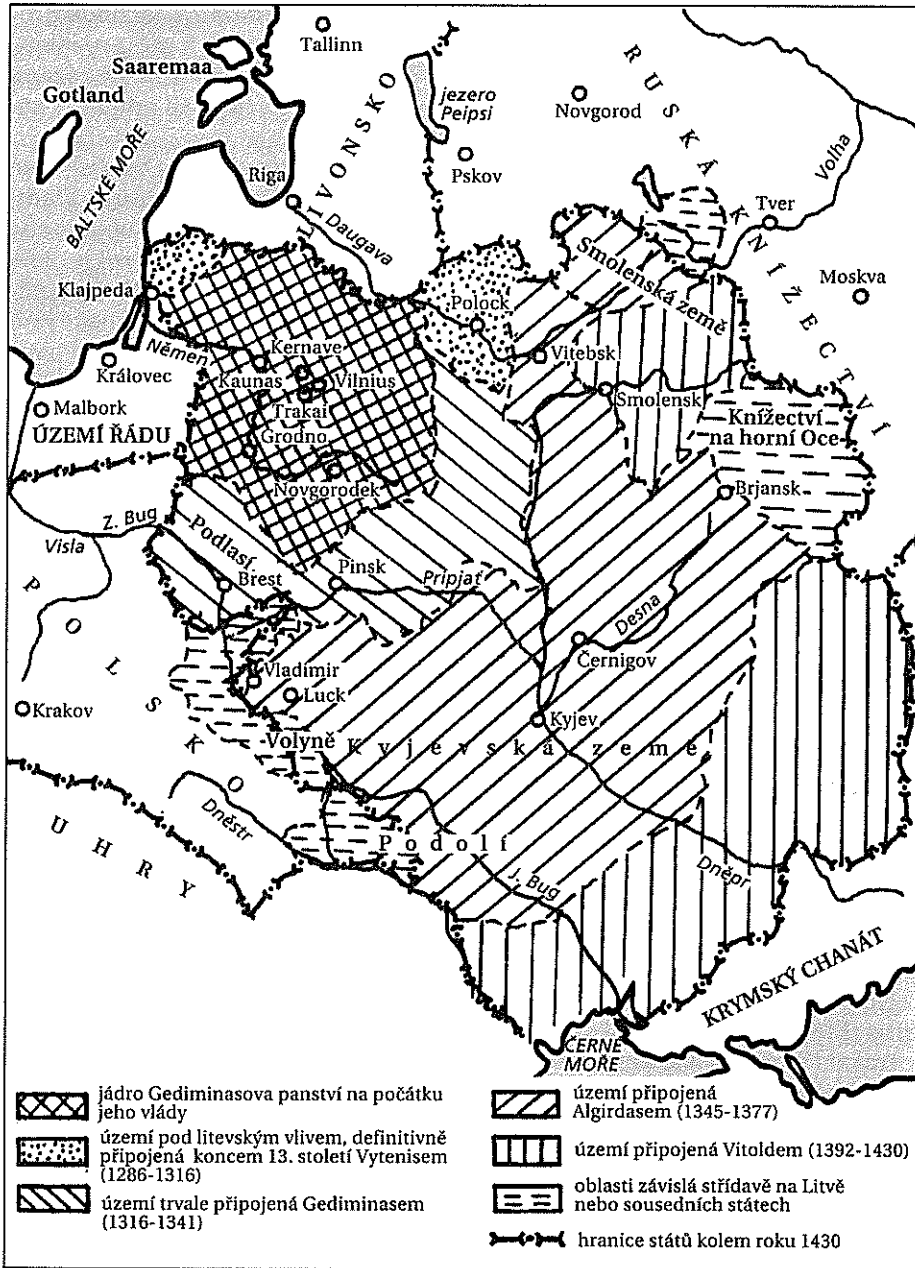 Tallinn
Saaremaa
Gotland
BALTSKÉ MOŘE
Riga
LIVONSKO
jezero
Peipsi
Novgorod
Pskov
RUSKÁ KNÍŽECTVÍ
Volha
Tver
Moskva
Daugava
Smolenská země
Klajpeda
Polock
Vitebsk
Němen
Kernave
Královec
Kaunas
Vilnius
Trakai
Smolensk
Malbork
ÚZEMÍ ŘÁDU
Grodno
Knížectví
na horní Oce
Novgorodek
Brjansk
Z. Bug
Visla
Podlasí
Brest
Pinsk
Pripjať
Desna
POLSKO
Černigov
Vladimir
Luck
Krakov
Kyjev
Volyně
Kyjevská země
Dněstr
UHRY
Podolí
J. Bug
Dněpr
KRYMSKÝ CHANÁT
ČERNÉ
MOŘE
jádro Gediminasova panství na počátku
jeho vlády
území pod litevským vlivem, definitivně
připojená koncem 13. století Vytenisem
(1286-1316)
území trvale připojená Gediminasem
(1316-1341)
území připojená
Algirdasem (1345-1377)
území připojená Vitoldem (1392-1430)
oblasti závislá střídavě na Litvě
nebo sousedních státech
hranice států kolem roku 1430